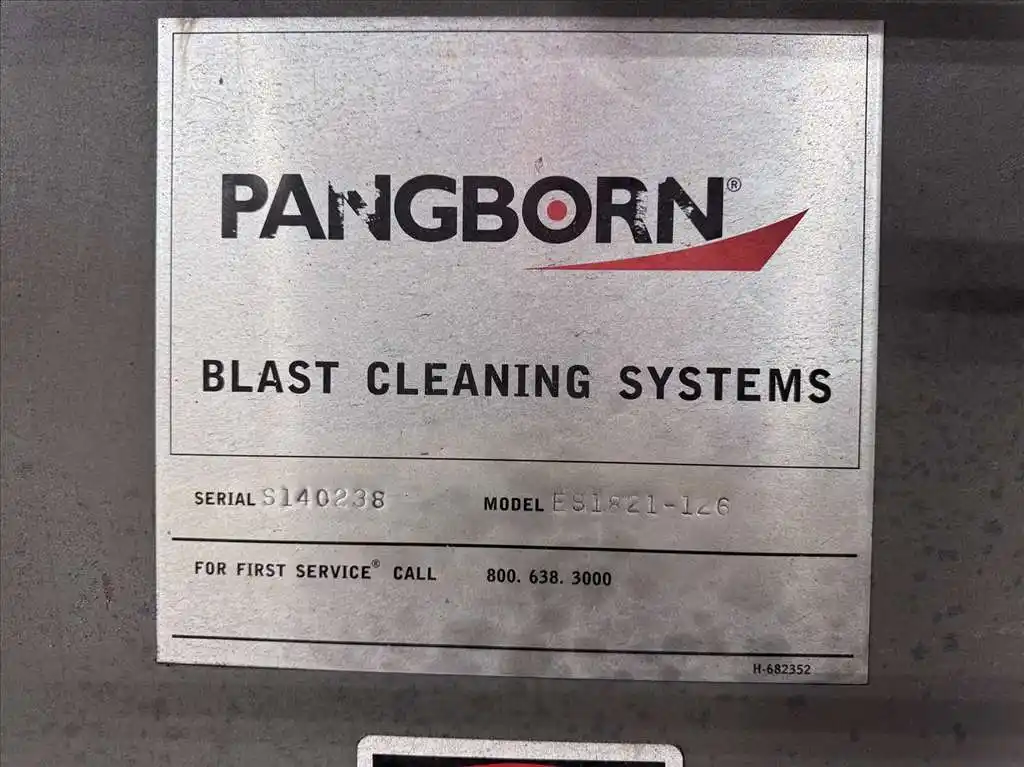 PANGBORN®
BLAST CLEANING SYSTEMS
SERIAL S140238 MODEL ES1821-126
FOR FIRST SERVICE® CALL 800. 638. 3000
H-682352